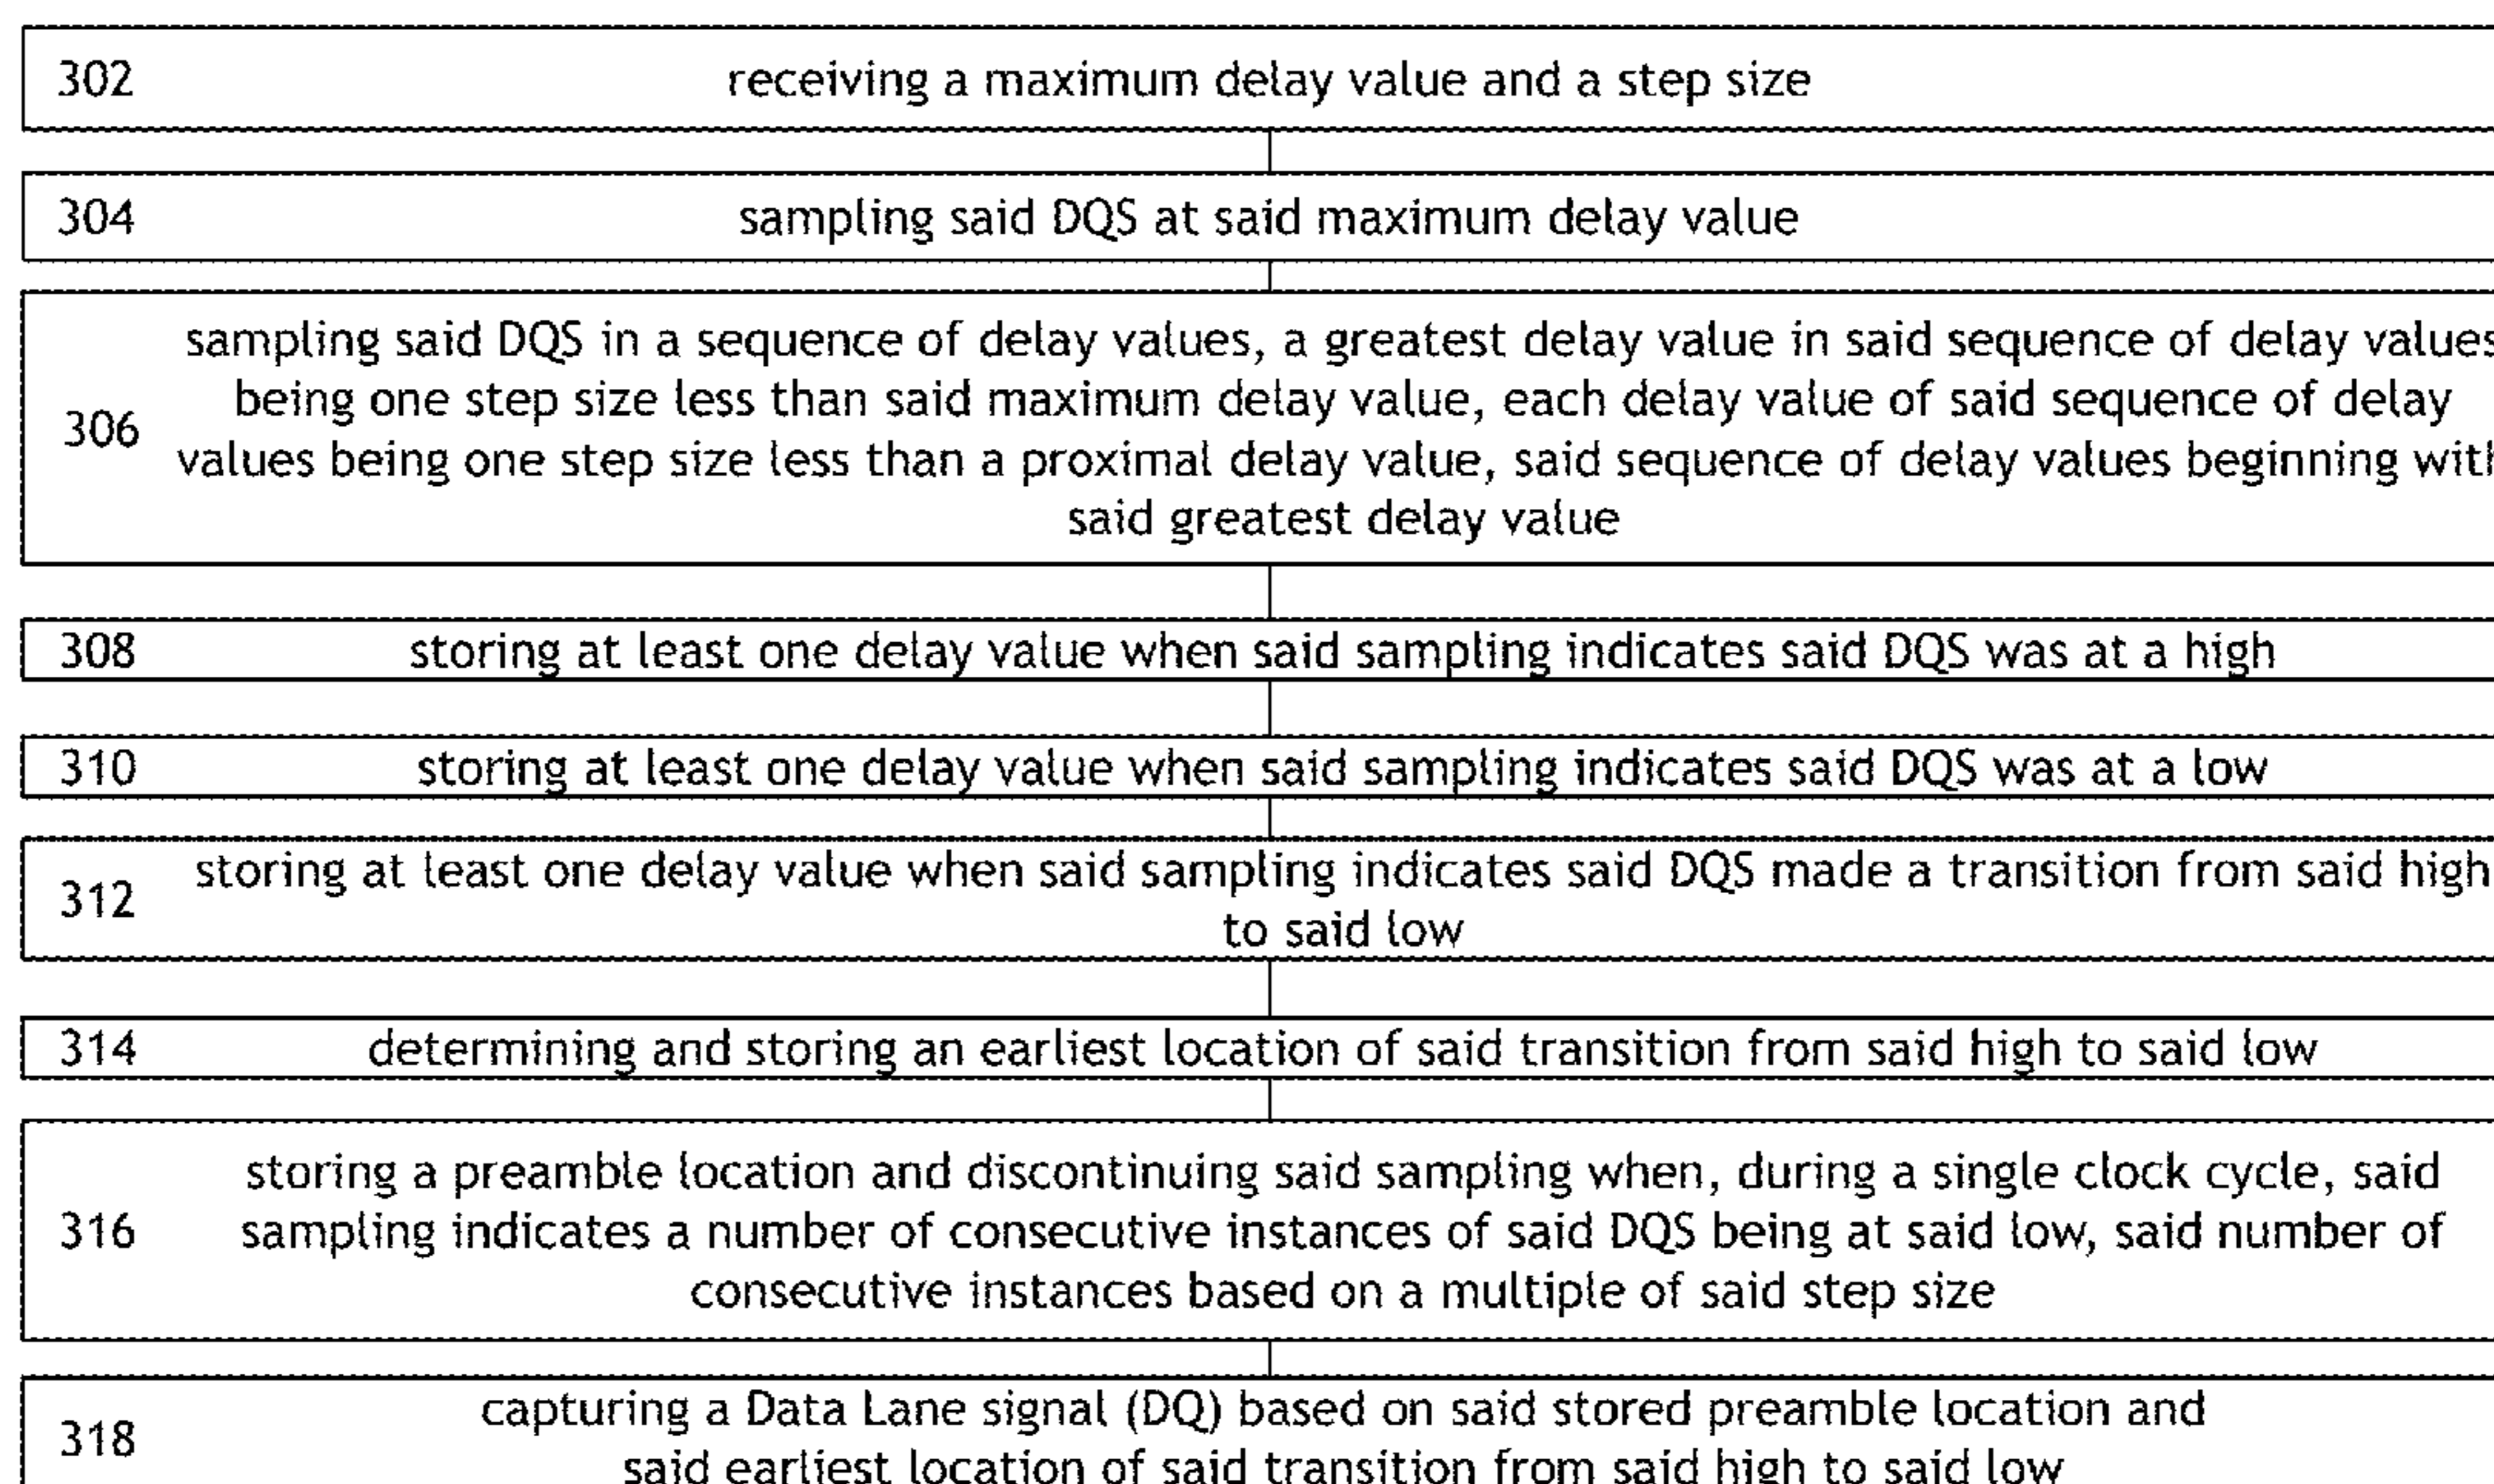 302 receiving a maximum delay value and a step size
304 sampling said DQS at said maximum delay value
sampling said DQS in a sequence of delay values, a greatest delay value in said sequence of delay values
being one step size less than said maximum delay value, each delay value of said sequence of delay
306
values being one step size less than a proximal delay value, said sequence of delay values beginning with
said greatest delay value
308 storing at least one delay value when said sampling indicates said DQS was at a high
310 storing at least one delay value when said sampling indicates said DQS was at a low
storing at least one delay value when said sampling indicates said DQS made a transition from said high
312
to said low
314 determining and storing an earliest location of said transition from said high to said low
storing a preamble location and discontinuing said sampling when, during a single clock cycle, said
316 sampling indicates a number of consecutive instances of said DQS being at said low, said number of
consecutive instances based on a multiple of said step size
capturing a Data Lane signal (DQ) based on said stored preamble location and
318
said earliest location of said transition from said high to said low